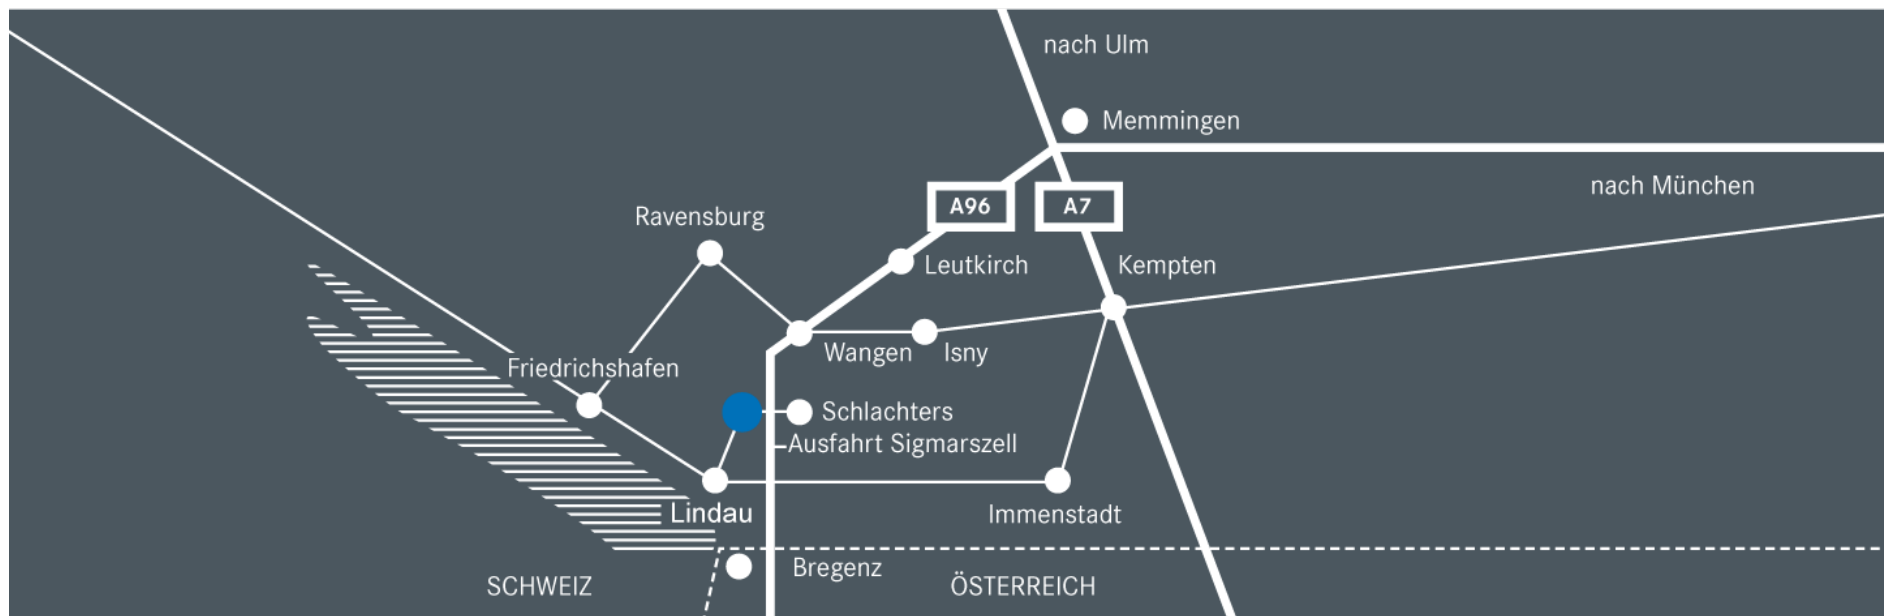 nach Ulm
Memmingen
nach München
A96
A7
Ravensburg
Leutkirch
Kempten
Wangen
Isny
Friedrichshafen
Schlachters
Ausfahrt Sigmarszell
Lindau
Immenstadt
Bregenz
SCHWEIZ
ÖSTERREICH